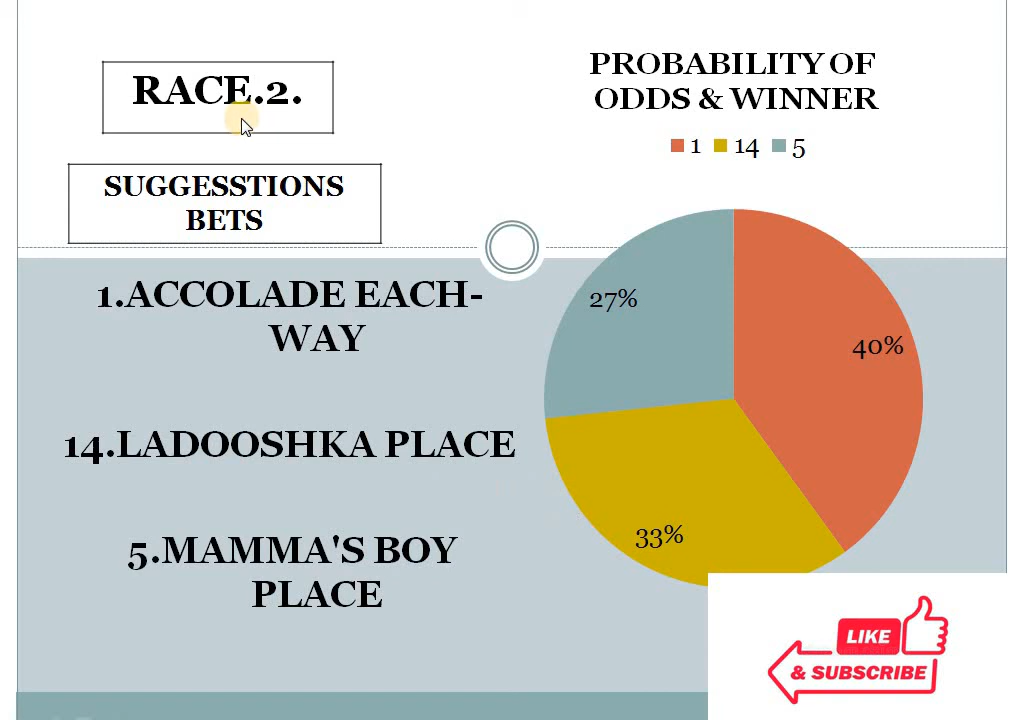 RACE.2.
SUGGESSTIONS
BETS
1.ACCOLADE EACH-
WAY
14.LADOOSHKA PLACE
5.MAMMA'S BOY
PLACE
PROBABILITY OF
ODDS & WINNER
1 14 5
27%
40%
33%
LIKE
& SUBSCRIBE